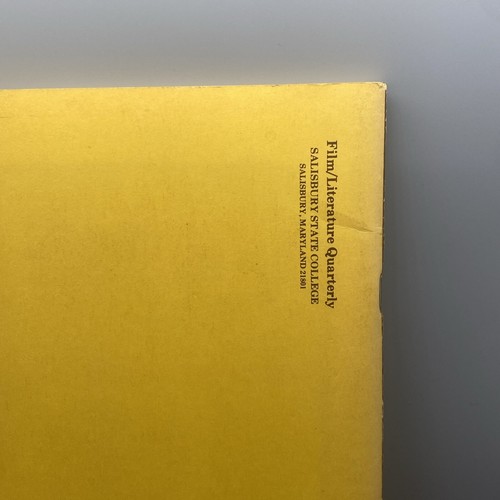 Film/Literature Quarterly
SALISBURY STATE COLLEGE
SALISBURY, MARYLAND 21801